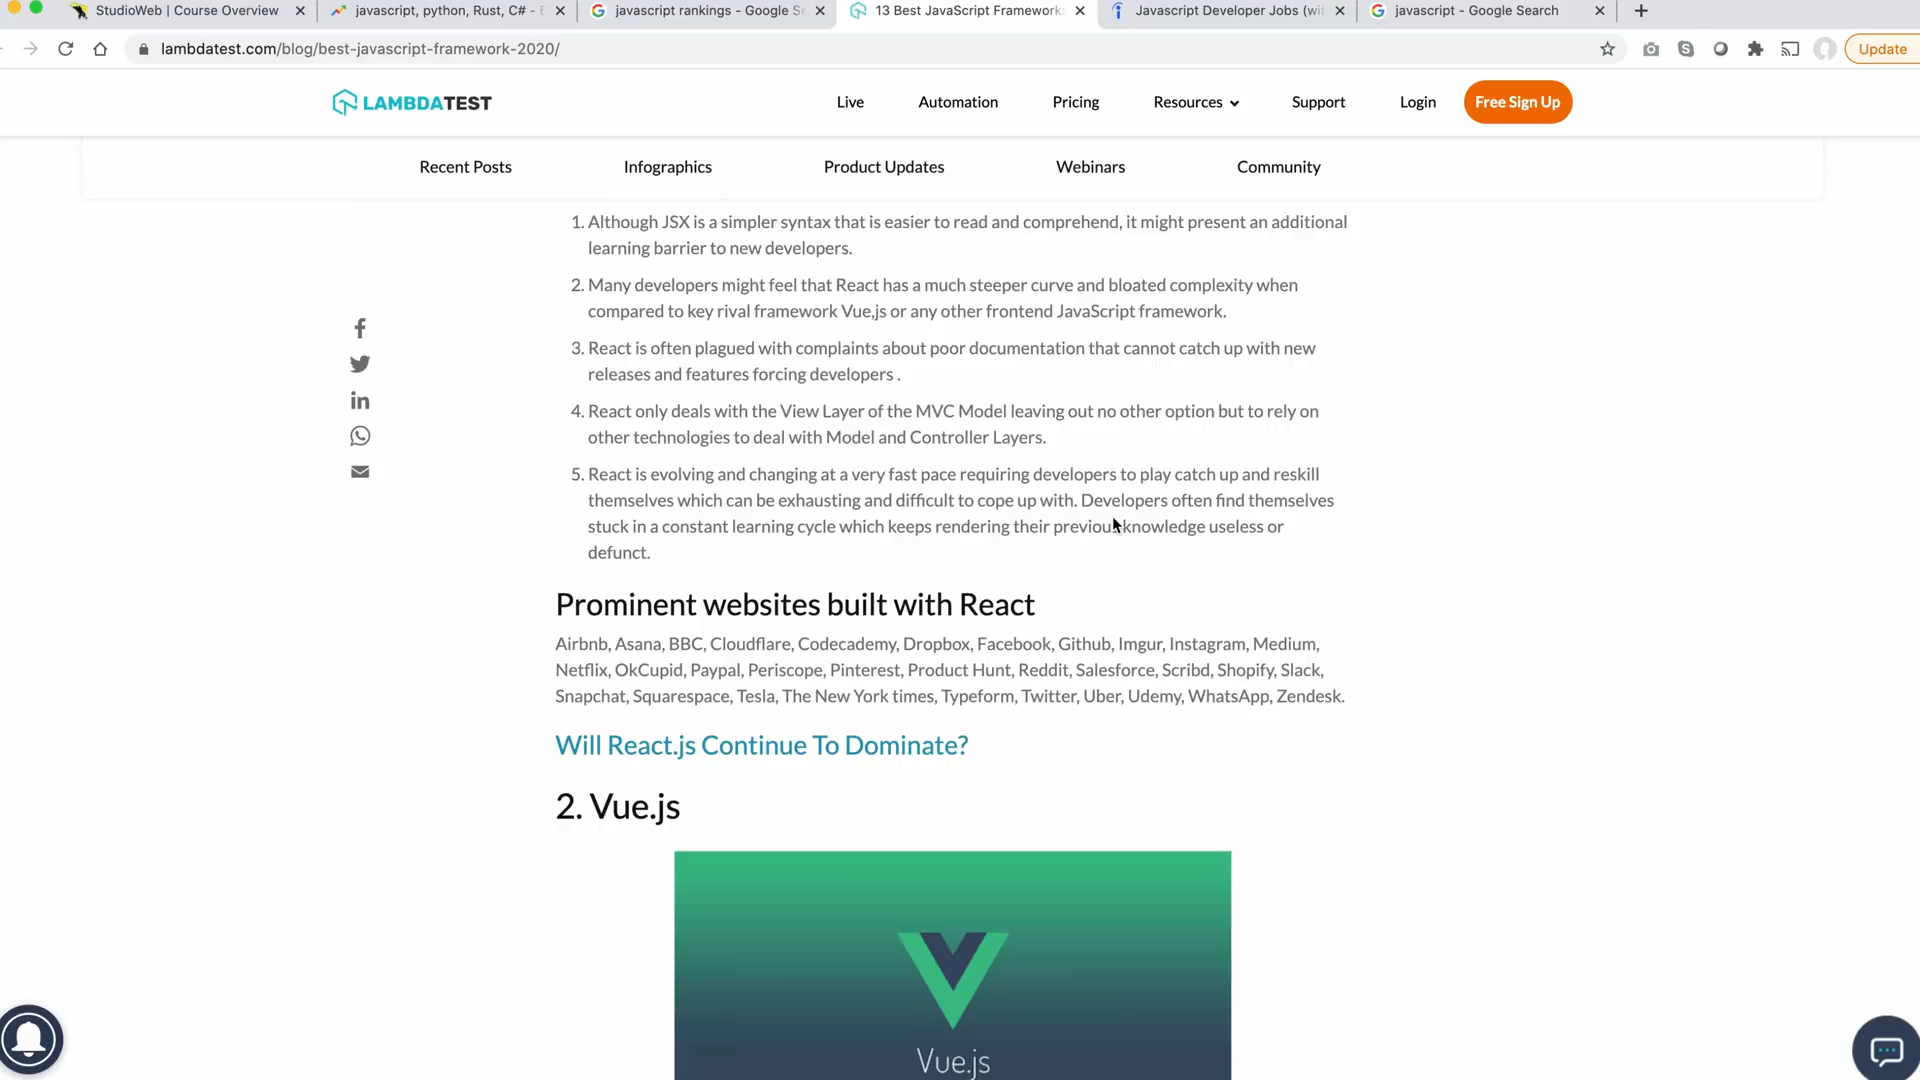 StudioWeb | Course Overview
javascript, python, Rust, C# -
javascript rankings - Google
13 Best JavaScript Frameworks
Javascript Developer Jobs (wi
javascript - Google Search
lambdatest.com/blog/best-javascript-framework-2020/
Update
LAMBDATEST
Live
Automation
Pricing
Resources
Support
Login
Free Sign Up
Recent Posts
Infographics
Product Updates
Webinars
Community
1. Although JSX is a simpler syntax that is easier to read and comprehend, it might present an additional
learning barrier to new developers.
2. Many developers might feel that React has a much steeper curve and bloated complexity when
compared to key rival framework Vue,js or any other frontend JavaScript framework.
3. React is often plagued with complaints about poor documentation that cannot catch up with new
releases and features forcing developers .
4. React only deals with the View Layer of the MVC Model leaving out no other option but to rely on
other technologies to deal with Model and Controller Layers.
5. React is evolving and changing at a very fast pace requiring developers to play catch up and reskill
themselves which can be exhausting and difficult to cope up with. Developers often find themselves
stuck in a constant learning cycle which keeps rendering their previous knowledge useless or
defunct.
Prominent websites built with React
Airbnb, Asana, BBC, Cloudflare, Codecademy, Dropbox, Facebook, Github, Imgur, Instagram, Medium,
Netflix, OkCupid, Paypal, Periscope, Pinterest, Product Hunt, Reddit, Salesforce, Scribd, Shopify, Slack,
Snapchat, Squarespace, Tesla, The New York times, Typeform, Twitter, Uber, Udemy, WhatsApp, Zendesk.
Will React.js Continue To Dominate?
2. Vue.js
Vue.js